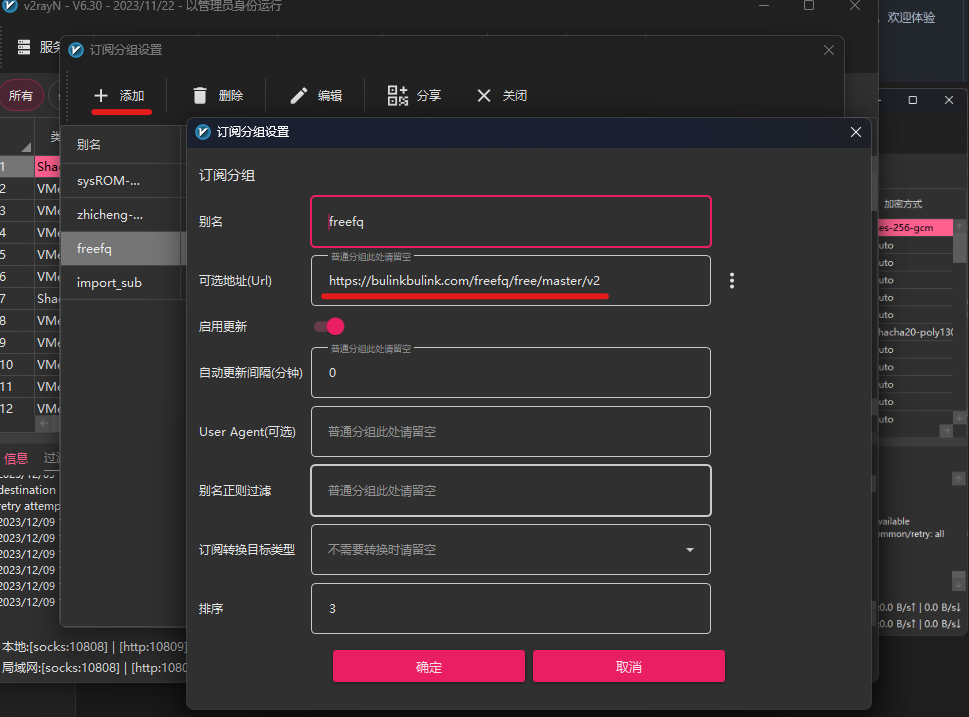 v2rayN - V6.30 - 2023/11/22 - 以管理员身份运行
欢迎体验
服务
订阅分组设置
所有
添加
删除
编辑
分享
关闭
别名
sysROM-...
zhicheng-...
freefq
import_sub
订阅分组设置
订阅分组
别名
freefq
可选地址(Url)
普通分组此处请留空
https://bulinkbulink.com/freefq/free/master/v2
启用更新
自动更新间隔(分钟)
普通分组此处请留空
0
User Agent(可选)
普通分组此处请留空
别名正则过滤
普通分组此处请留空
订阅转换目标类型
不需要转换时请留空
排序
3
确定
取消
类
1 Sha
2 VMe
3 VMe
4 VMe
5 VMe
6 VMe
7 Sha
8 VMe
9 VMe
10 VMe
11 VMe
12 VMe
信息
过滤
2023/12/09
destination
retry attemp
2023/12/09
2023/12/09
2023/12/09
2023/12/09
2023/12/09
2023/12/09
本地:[socks:10808] | [http:10809]
局域网:[socks:10808] | [http:1080
加密方式
es-256-gcm
uto
uto
uto
uto
uto
hacha20-poly130
uto
uto
uto
uto
uto
vailable
ommon/retry: all
:0.0 B/s↑ | 0.0 B/s↓
:0.0 B/s↑ | 0.0 B/s↓